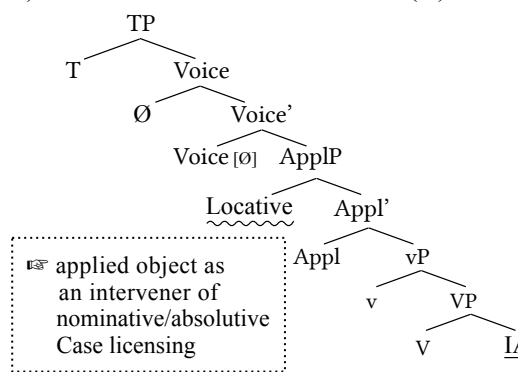 TP
T Voice
Ø Voice'
Voice [Ø] ApplP
Locative Appl'
☞ applied object as
an intervener of
nominative/absolutive
Case licensing
Appl vP
v VP
V